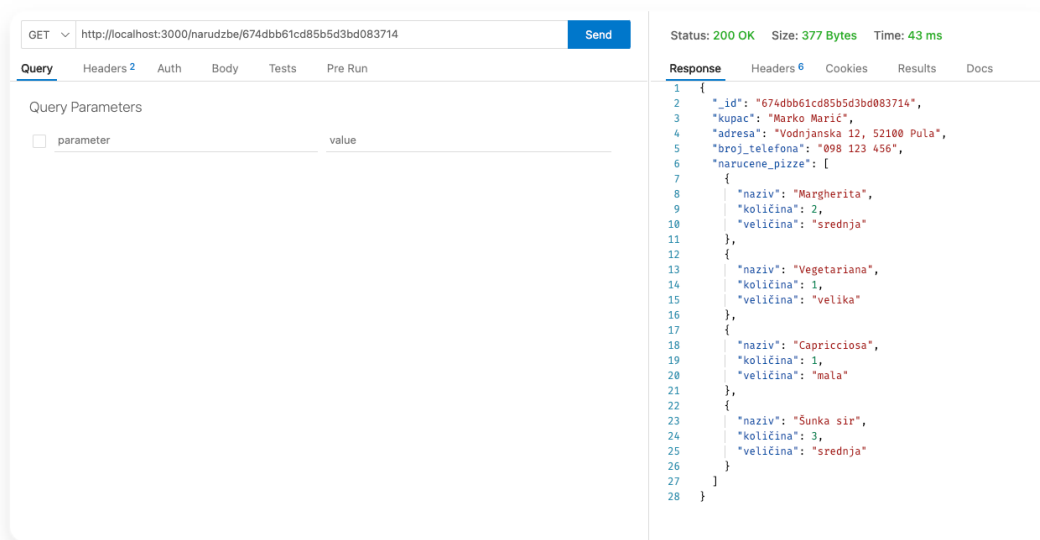 GET http://localhost:3000/narudzbe/674dbb61cd85b5d3bd083714 Send
Query Headers 2 Auth Body Tests Pre Run
Query Parameters
parameter value
Status: 200 OK Size: 377 Bytes Time: 43 ms
Response Headers 6 Cookies Results Docs
1 {
2 "_id": "674dbb61cd85b5d3bd083714",
3 "kupac": "Marko Marić",
4 "adresa": "Vodnjanska 12, 52100 Pula",
5 "broj_telefona": "098 123 456",
6 "narucene_pizze": [
7 {
8 "naziv": "Margherita",
9 "količina": 2,
10 "veličina": "srednja"
11 },
12 {
13 "naziv": "Vegetariana",
14 "količina": 1,
15 "veličina": "velika"
16 },
17 {
18 "naziv": "Capricciosa",
19 "količina": 1,
20 "veličina": "mala"
21 },
22 {
23 "naziv": "Šunka sir",
24 "količina": 3,
25 "veličina": "srednja"
26 }
27 ]
28 }